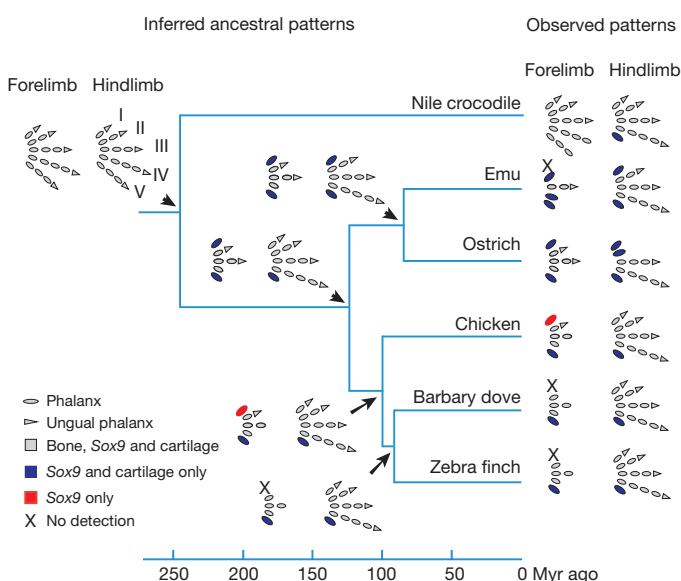 Inferred ancestral patterns
Observed patterns
Forelimb Hindlimb
Forelimb Hindlimb
I
II
III
IV
V
Nile crocodile
X
Emu
Ostrich
Chicken
X
Barbary dove
X
Zebra finch
X
Phalanx
Ungual phalanx
Bone, Sox9 and cartilage
Sox9 and cartilage only
Sox9 only
X No detection
250 200 150 100 50 0 Myr ago